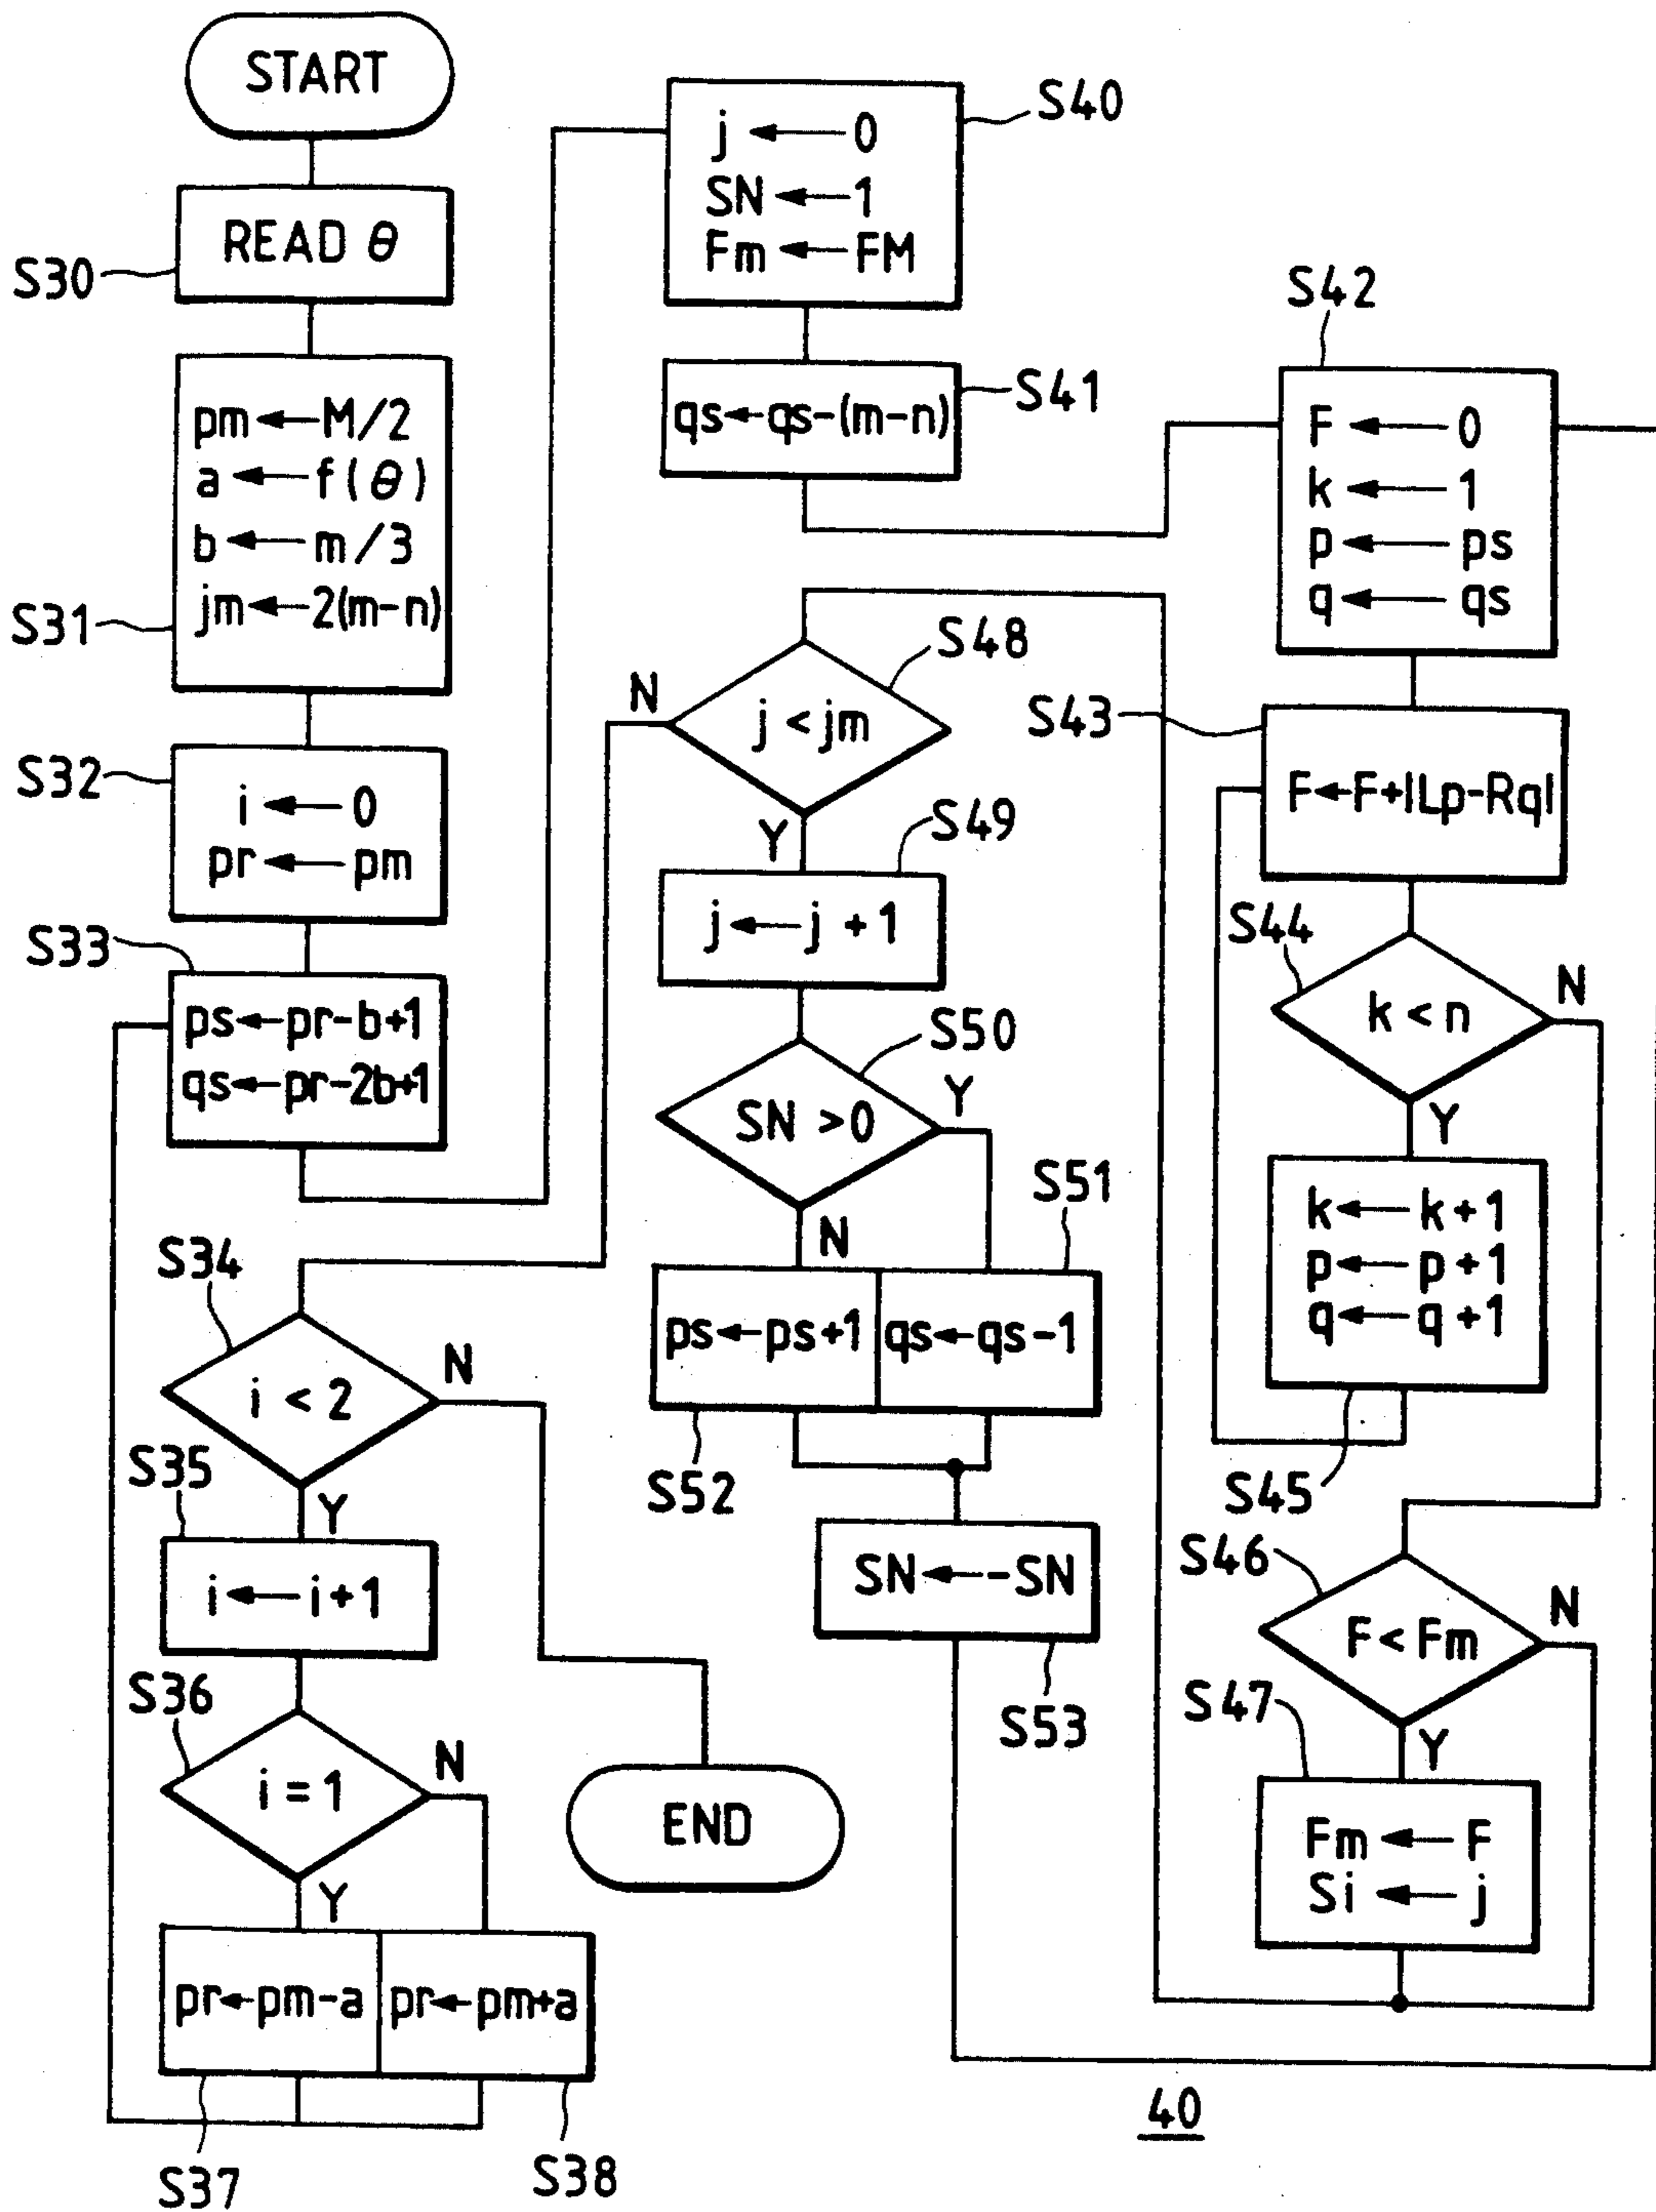 START
READ θ
S30
pm←M/2
a←f(θ)
b←m/3
jm←2(m-n)
S31
S32
i←0
pr←pm
S33
ps←pr-b+1
qs←pr-2b+1
S34
i<2
N
Y
S35
i←i+1
S36
i=1
N
Y
pr←pm-a
pr←pm+a
S37
S38
END
S40
j←0
SN←1
Fm←FM
qs←qs-(m-n)
S41
S48
N
j<jm
Y
S49
j←j+1
S50
SN>0
Y
N
S51
ps←ps+1
qs←qs-1
S52
SN←-SN
S53
S42
F←0
k←1
p←ps
q←qs
S43
F←F+|Lp-Rq|
S44
k<n
N
Y
k←k+1
p←p+1
q←q+1
S45
S46
F<Fm
N
Y
S47
Fm←F
Si←j
40